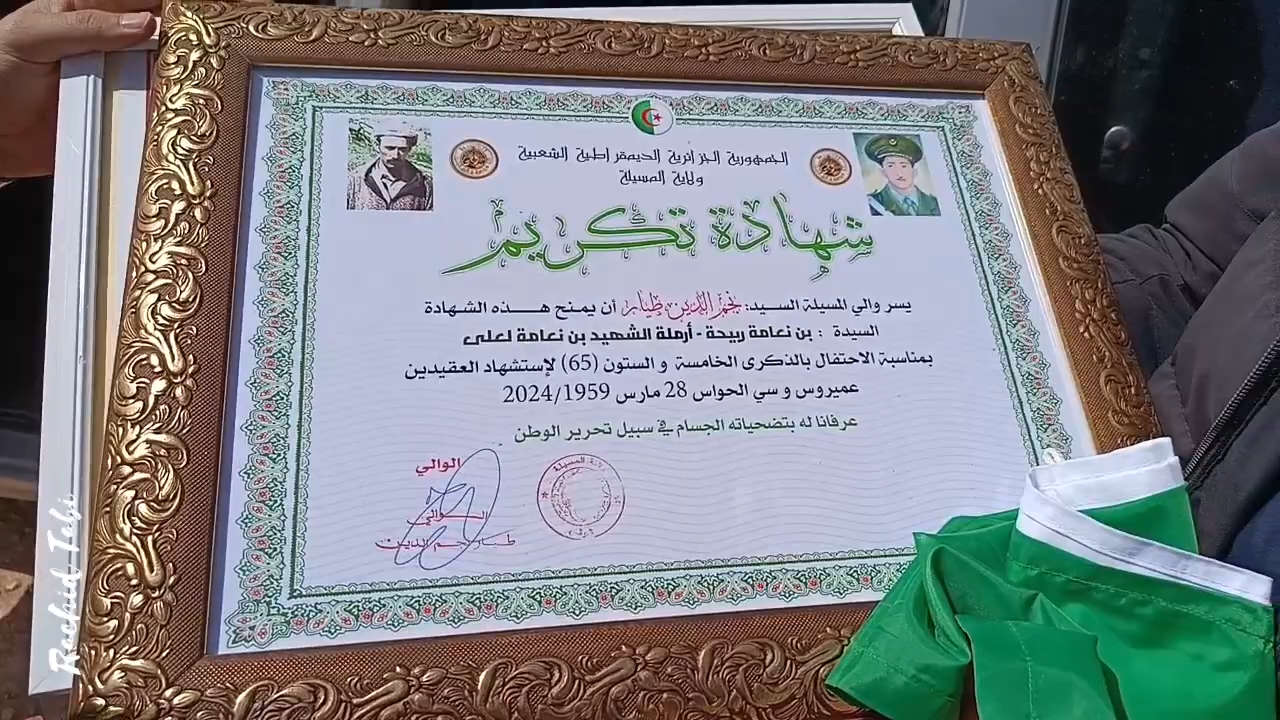 الجمهورية الجزائرية الديمقراطية الشعبية
ولاية المسيلة
شهادة تكريم
يسر والي المسيلة السيد: نجم الدين طيار أن يمنح هذه الشهادة
السيدة : بن نعامة ربيحة - أرملة الشهيد بن نعامة لعلى
بمناسبة الاحتفال بالذكرى الخامسة و الستون (65) لإستشهاد العقيدين
عميروس و سي الحواس 28 مارس 2024/1959
عرفانا له بتضحياته الجسام في سبيل تحرير الوطن
الوالي
الوالي
Rachid Tabi